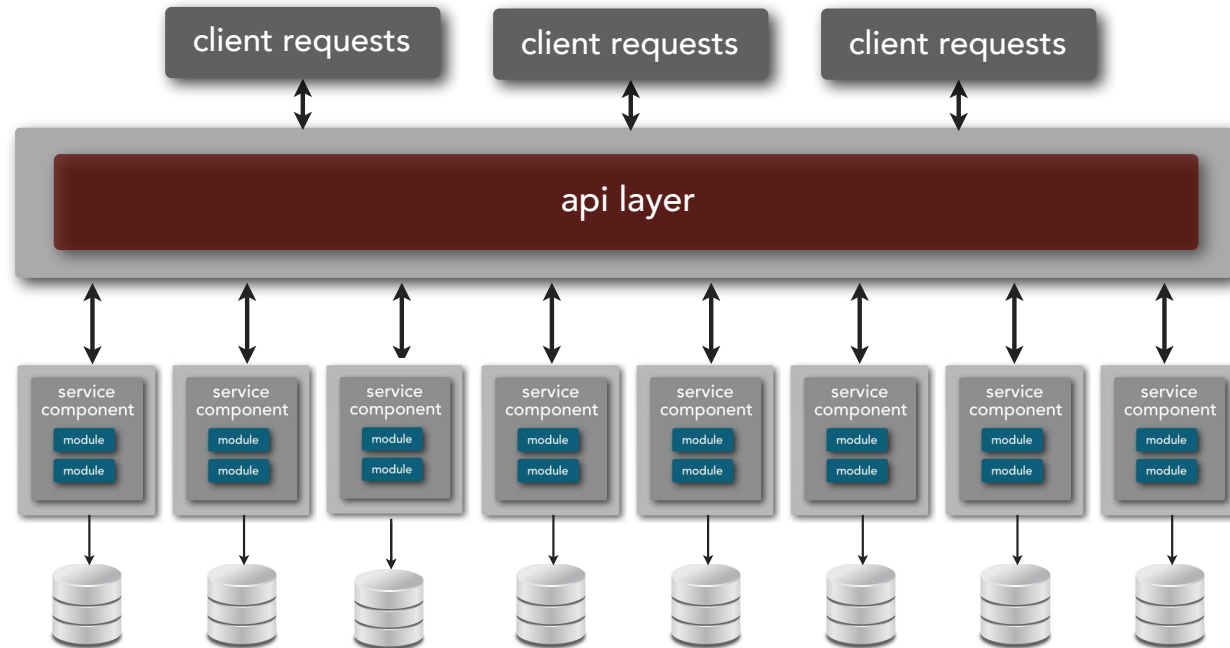 client requests
client requests
client requests
api layer
service
component
module
module
service
component
module
module
service
component
module
module
service
component
module
module
service
component
module
module
service
component
module
module
service
component
module
module
service
component
module
module